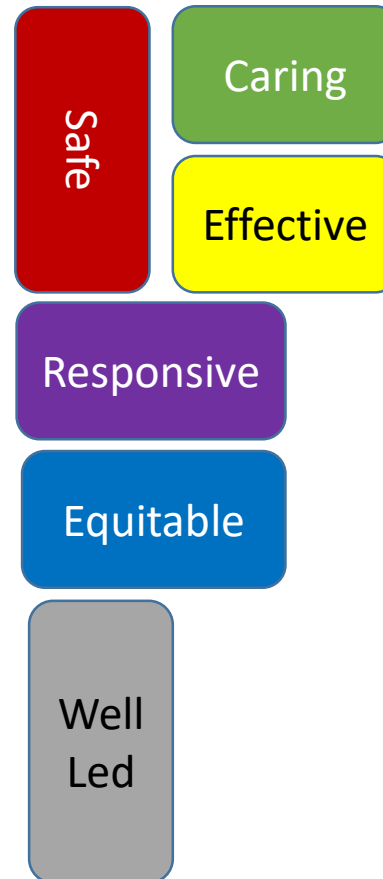 Safe
Caring
Effective
Responsive
Equitable
Well
Led